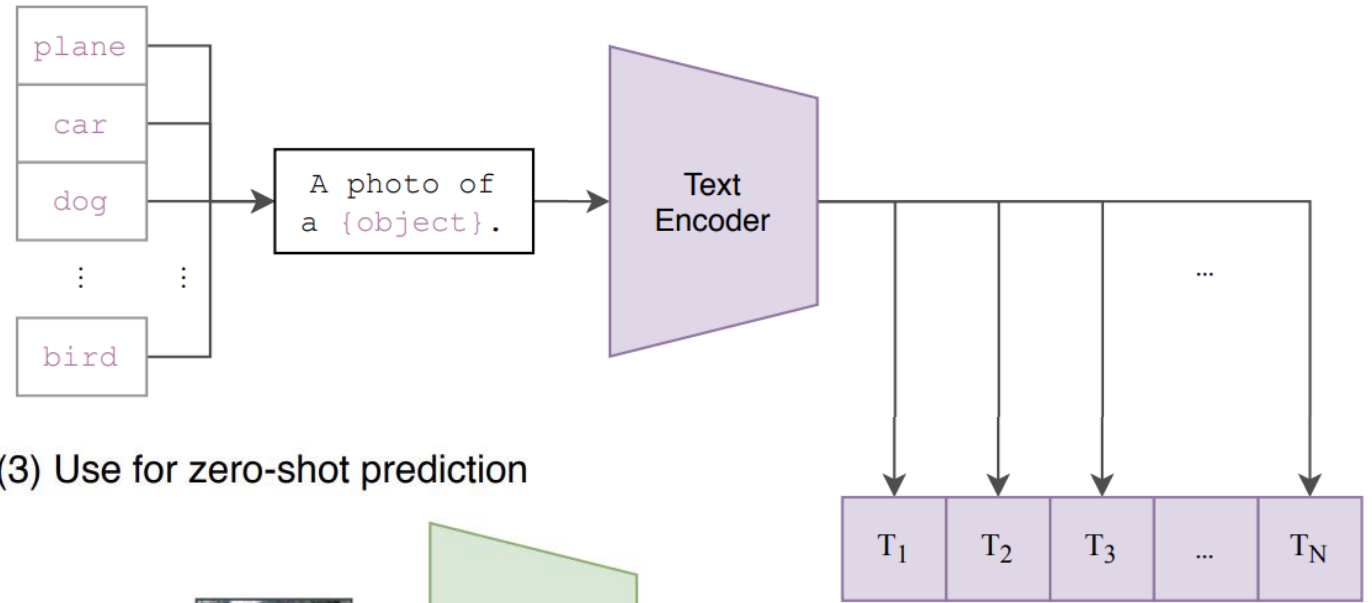 plane
car
dog
⋮ ⋮
bird
A photo of
a {object}.
Text
Encoder
...
(3) Use for zero-shot prediction
T1 T2 T3 ... TN